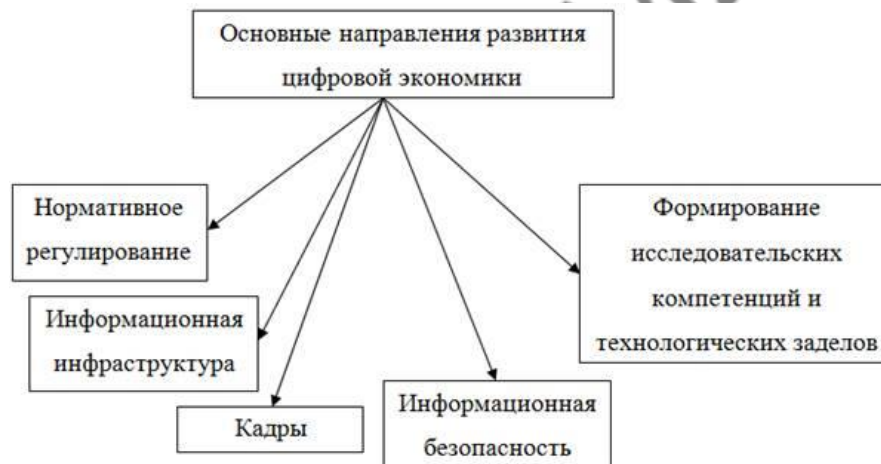 Основные направления развития
цифровой экономики
Нормативное
регулирование
Информационная
инфраструктура
Кадры
Информационная
безопасность
Формирование
исследовательских
компетенций и
технологических заделов